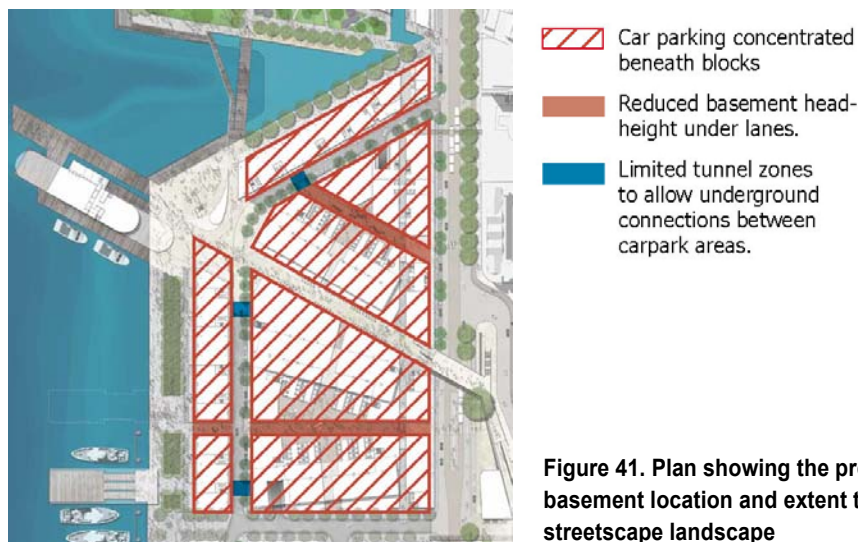 Car parking concentrated
beneath blocks
Reduced basement head-
height under lanes.
Limited tunnel zones
to allow underground
connections between
carpark areas.
Figure 41. Plan showing the
basement location and extent
streetscape landscape